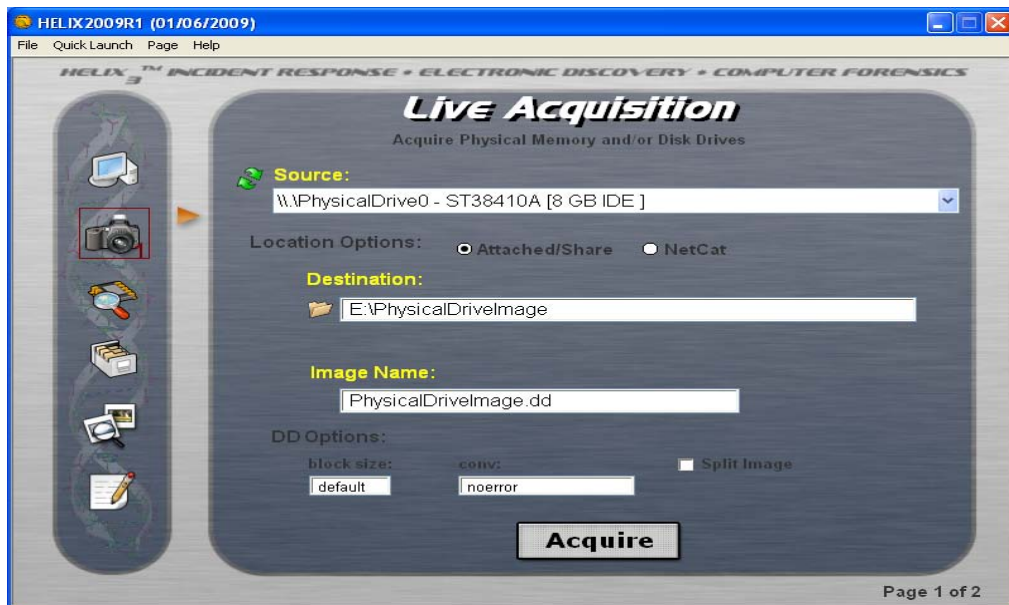 HELIX2009R1 (01/06/2009)
File Quick Launch Page Help
HELIX3™ INCIDENT RESPONSE • ELECTRONIC DISCOVERY • COMPUTER FORENSICS
Live Acquisition
Acquire Physical Memory and/or Disk Drives
Source:
\\.\PhysicalDrive0 - ST38410A [8 GB IDE ]
Location Options: Attached/Share NetCat
Destination:
E:\PhysicalDriveImage
Image Name:
PhysicalDriveImage.dd
DD Options:
block size: conv: Split Image
default noerror
Acquire
Page 1 of 2